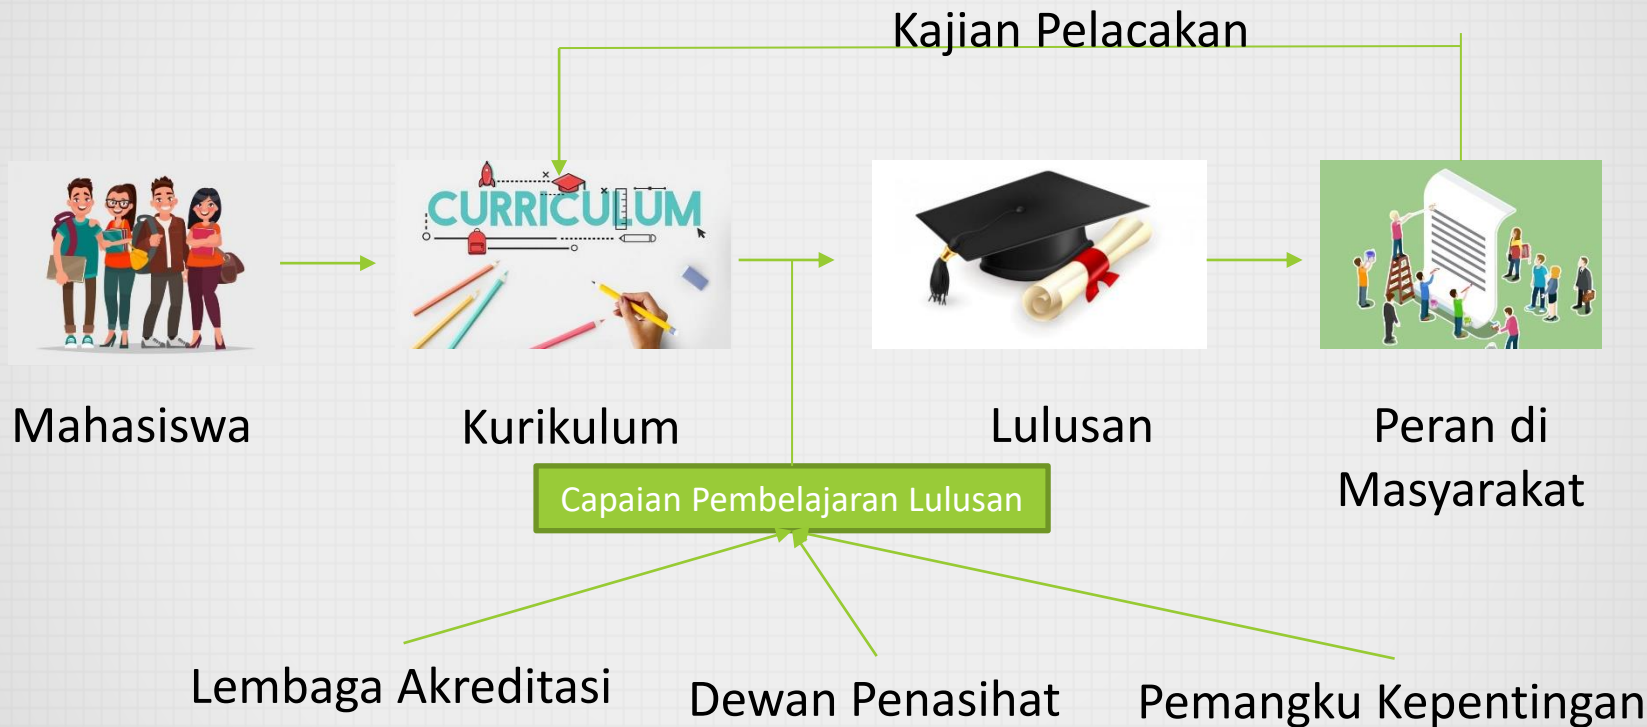 Kajian Pelacakan
CURRICULUM
Mahasiswa
Kurikulum
Lulusan
Peran di
Masyarakat
Capaian Pembelajaran Lulusan
Lembaga Akreditasi
Dewan Penasihat
Pemangku Kepentingan